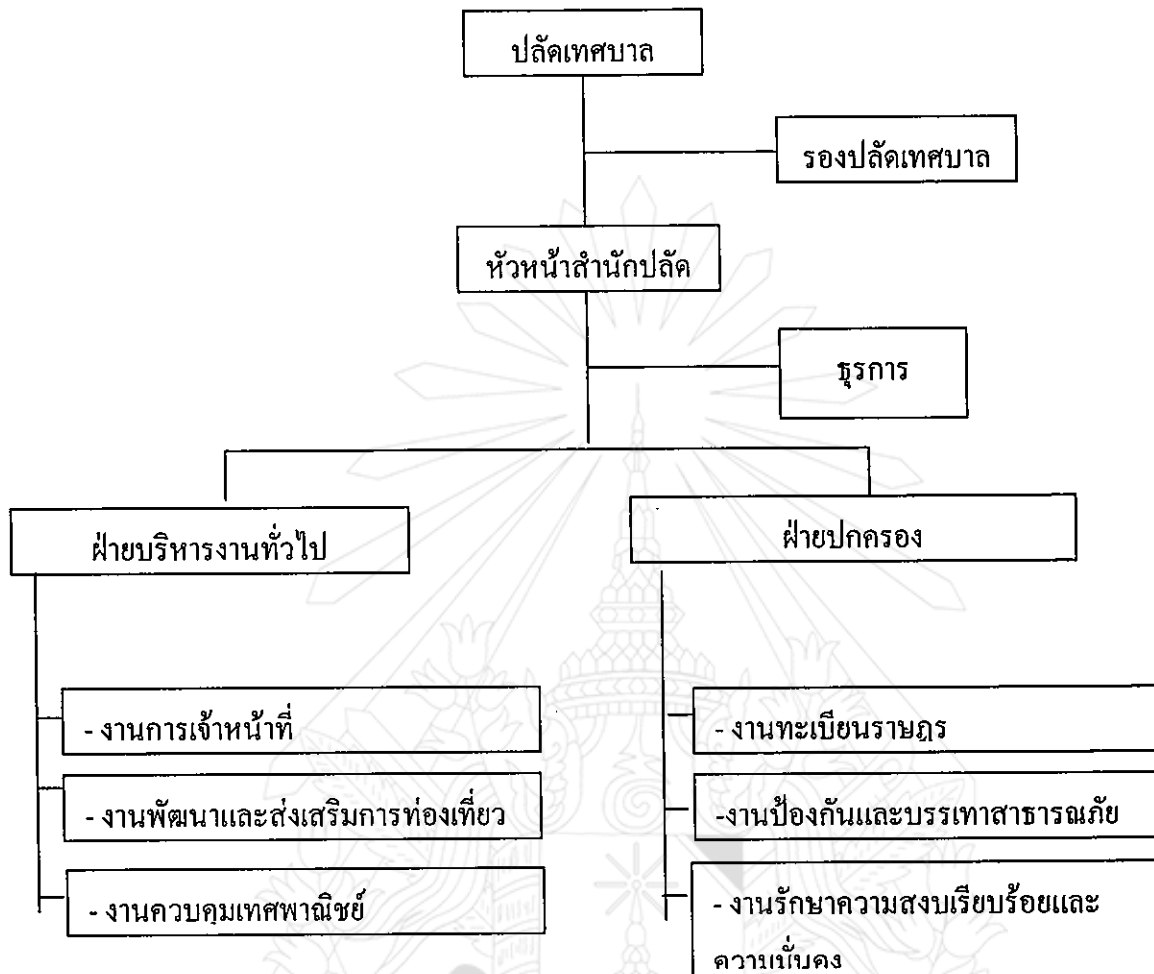 ปลัดเทศบาล
รองปลัดเทศบาล
หัวหน้าสำนักปลัด
ธุรการ
ฝ่ายบริหารงานทั่วไป
ฝ่ายปกครอง
- งานการเจ้าหน้าที่
- งานพัฒนาและส่งเสริมการท่องเที่ยว
- งานควบคุมเทศพาณิชย์
- งานทะเบียนราษฎร
-งานป้องกันและบรรเทาสาธารณภัย
- งานรักษาความสงบเรียบร้อยและ
ความมั่นคง